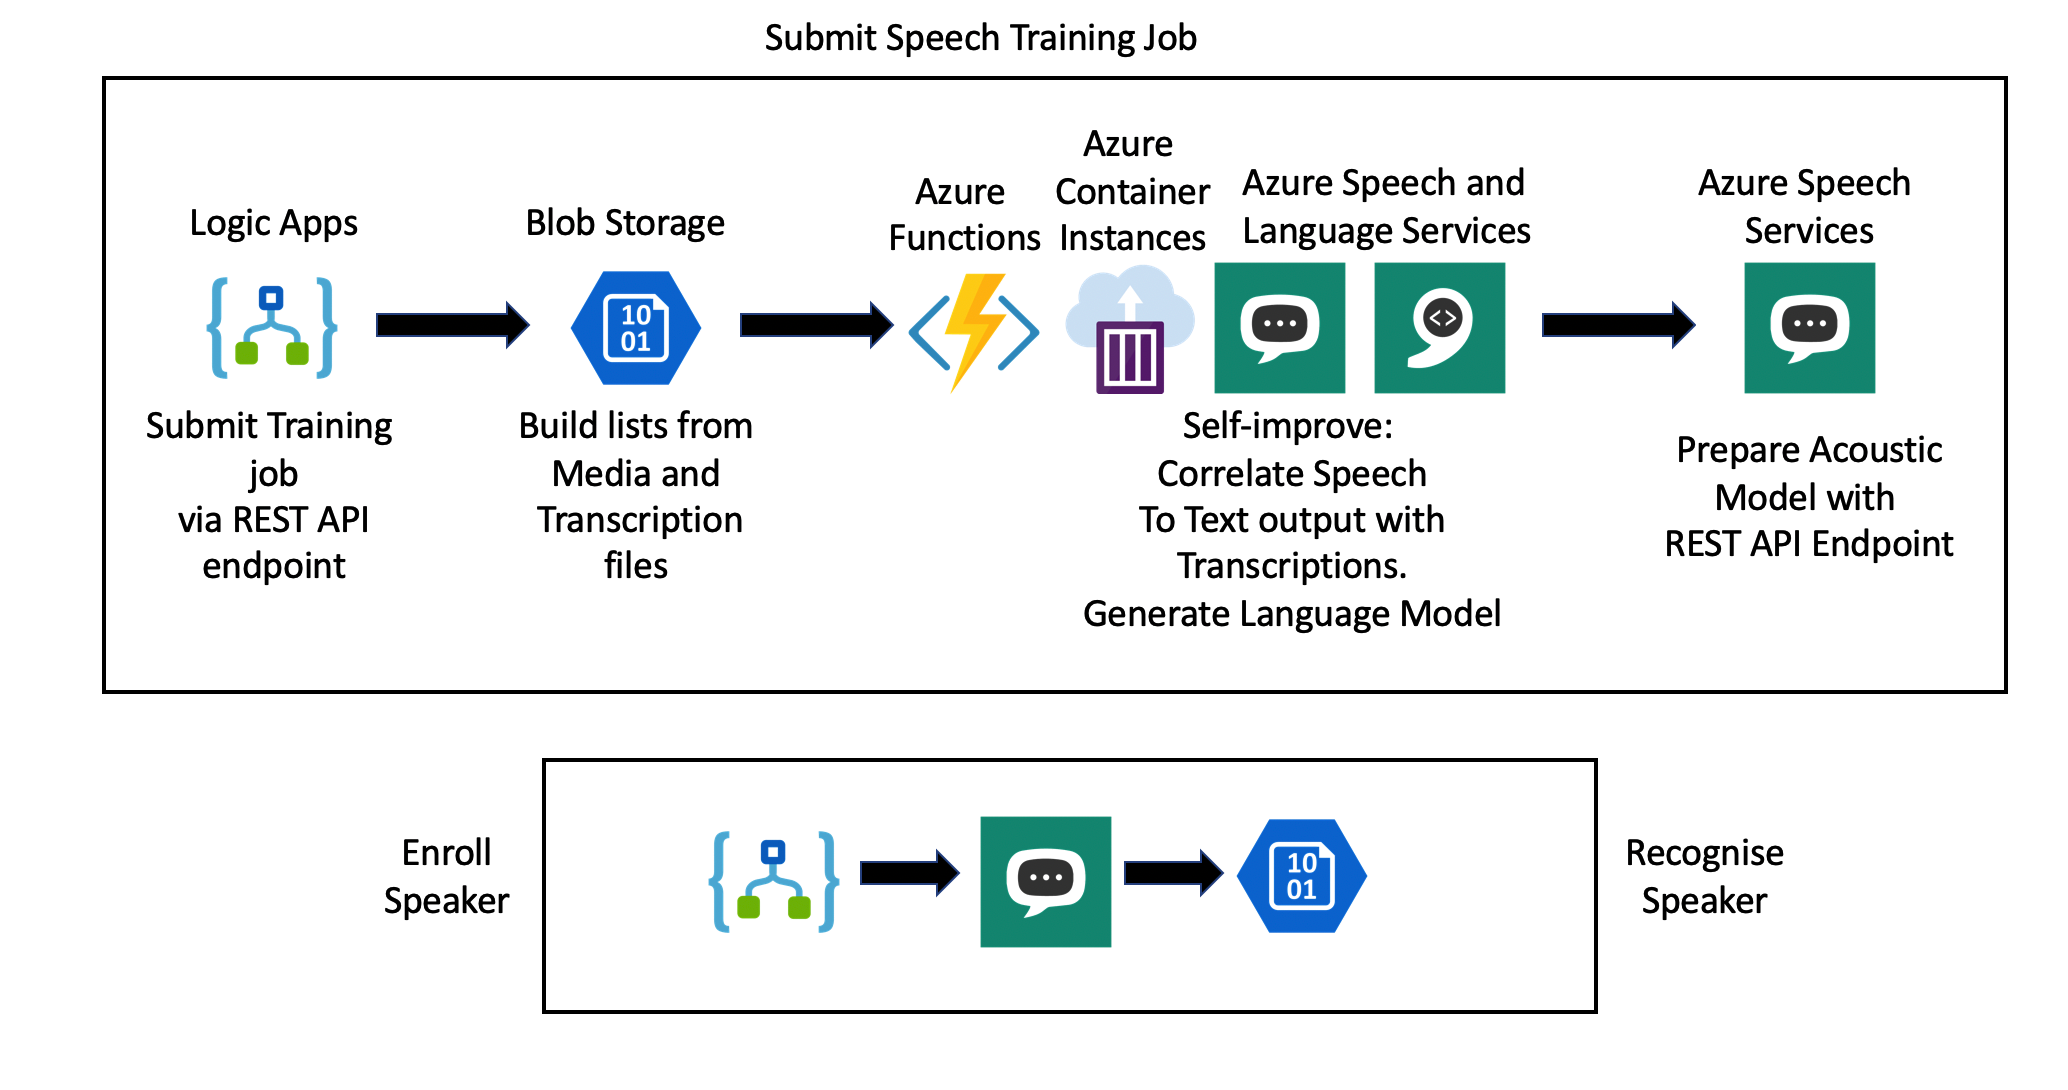 Submit Speech Training Job
Logic Apps
Blob Storage
Azure
Functions
Azure
Container
Instances
Azure Speech and
Language Services
Azure Speech
Services
10
01
<>
Submit Training
job
via REST API
endpoint
Build lists from
Media and
Transcription
files
Self-improve:
Correlate Speech
To Text output with
Transcriptions.
Generate Language Model
Prepare Acoustic
Model with
REST API Endpoint
Enroll
Speaker
10
01
Recognise
Speaker